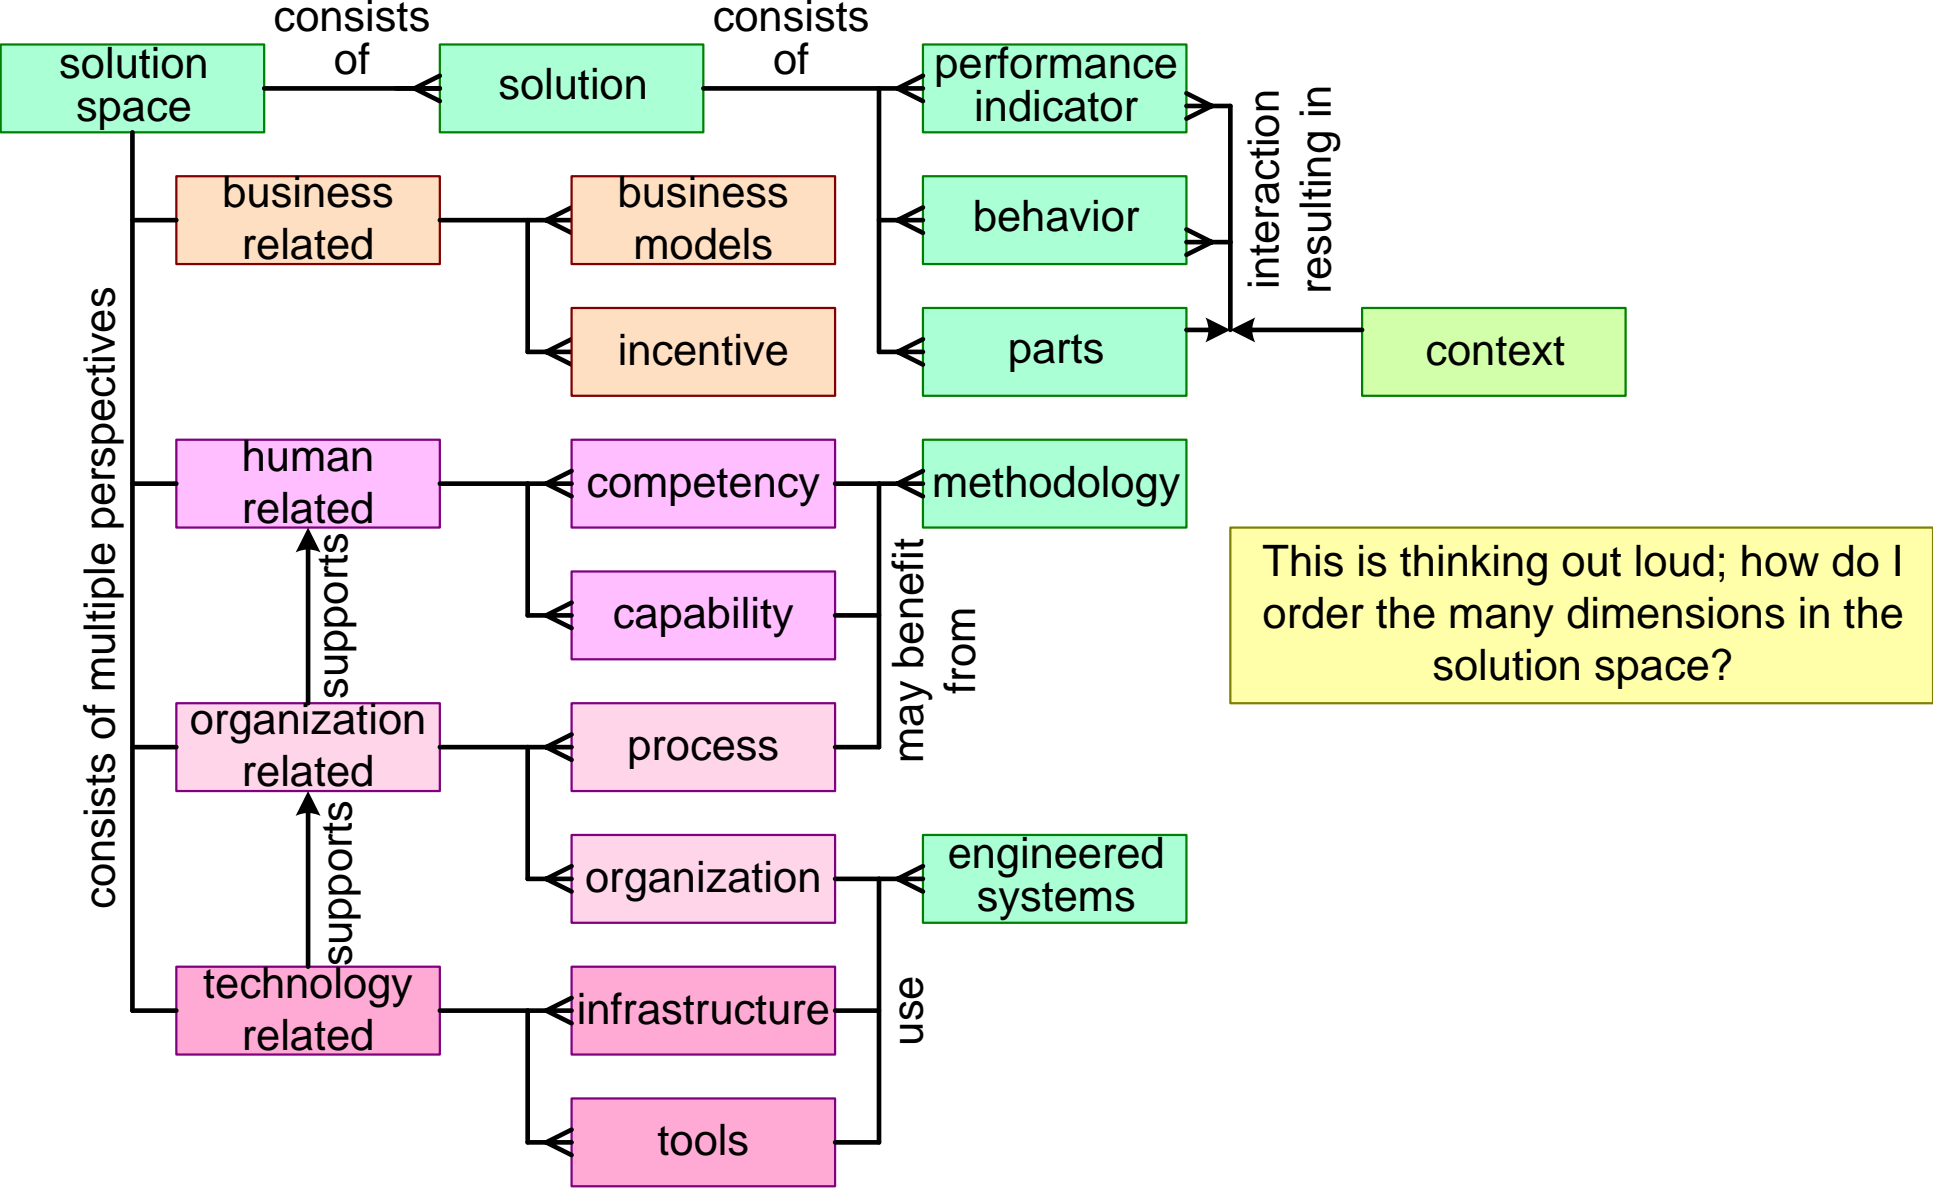 consists
of
consists
of
solution
space
solution
performance
indicator
interaction
resulting in
business
related
business
models
behavior
incentive
parts
context
consists of multiple perspectives
human
related
competency
methodology
supports
capability
may benefit
from
This is thinking out loud; how do I
order the many dimensions in the
solution space?
organization
related
process
supports
organization
engineered
systems
technology
related
infrastructure
use
tools